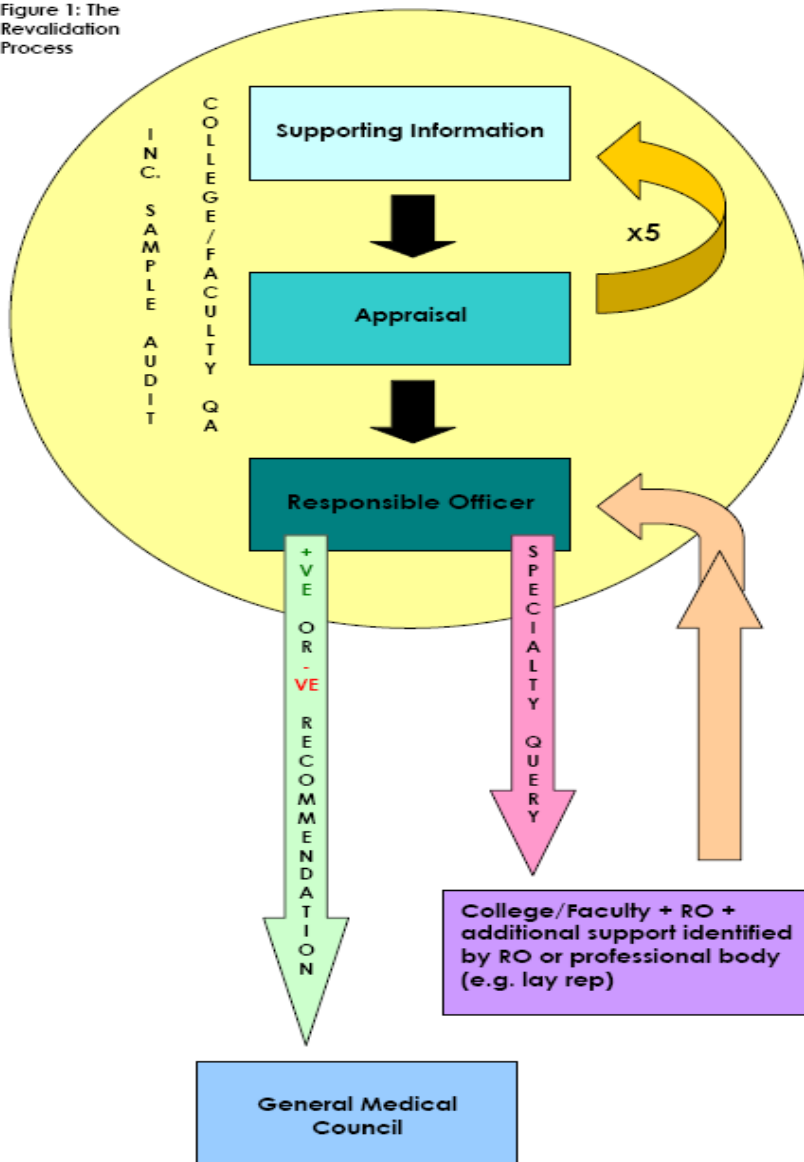 Figure 1: The
Revalidation
Process
Supporting Information
COLLEGE/FACULTY QA
INC. SAMPLE AUDIT
x5
Appraisal
Responsible Officer
+VE OR -VE RECOMMENDATION
SPECIALTY QUERY
College/Faculty + RO +
additional support identified
by RO or professional body
(e.g. lay rep)
General Medical
Council